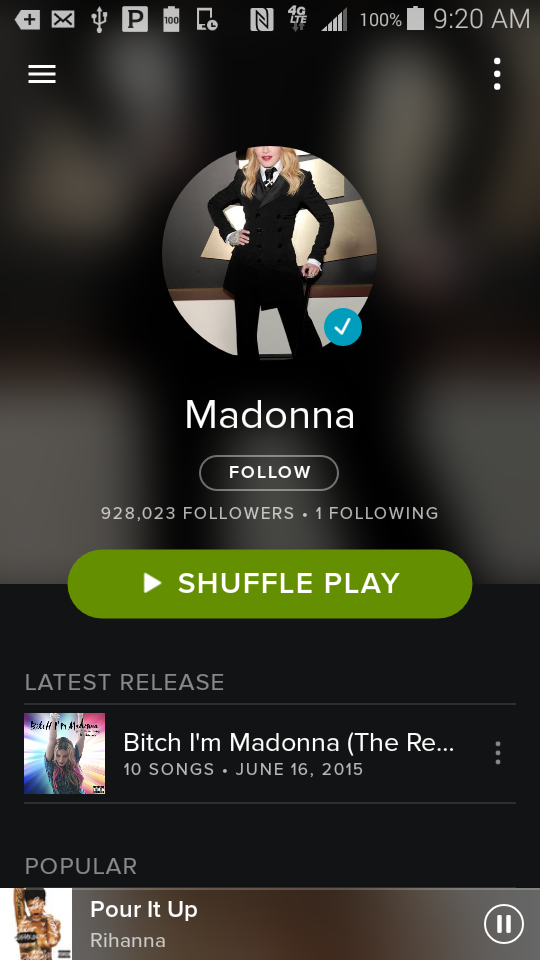 100
4G
LTE
100%
9:20 AM
Madonna
FOLLOW
928,023 FOLLOWERS • 1 FOLLOWING
SHUFFLE PLAY
LATEST RELEASE
Bitch I'm Madonna
Bitch I'm Madonna (The Re...
10 SONGS • JUNE 16, 2015
POPULAR
Pour It Up
Rihanna